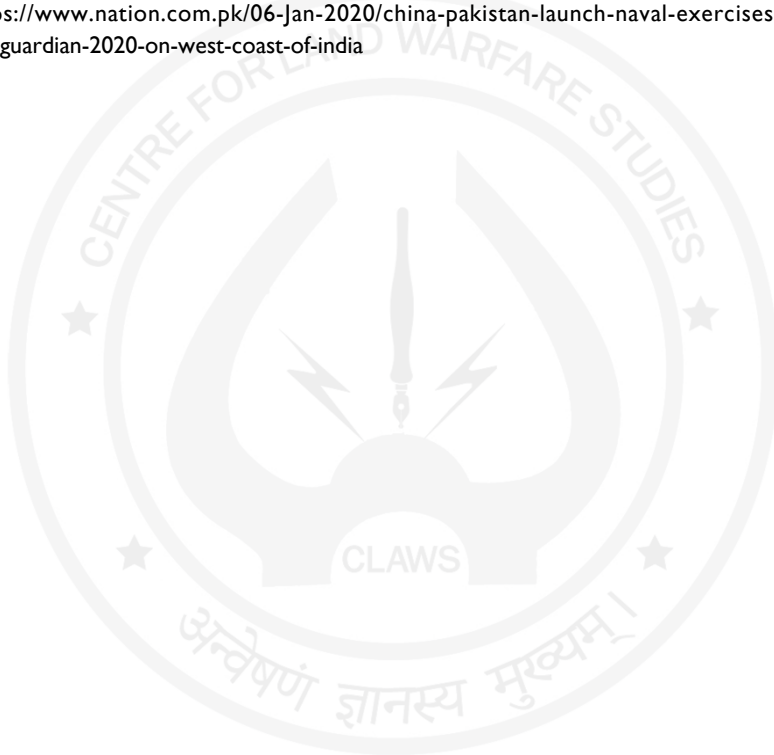 ps://www.nation.com.pk/06-Jan-2020/china-pakistan-launch-naval-exercises
guardian-2020-on-west-coast-of-india
CENTRE FOR LAND WARFARE STUDIES
CLAWS
अन्वेषणं ज्ञानस्य मुख्यम्।